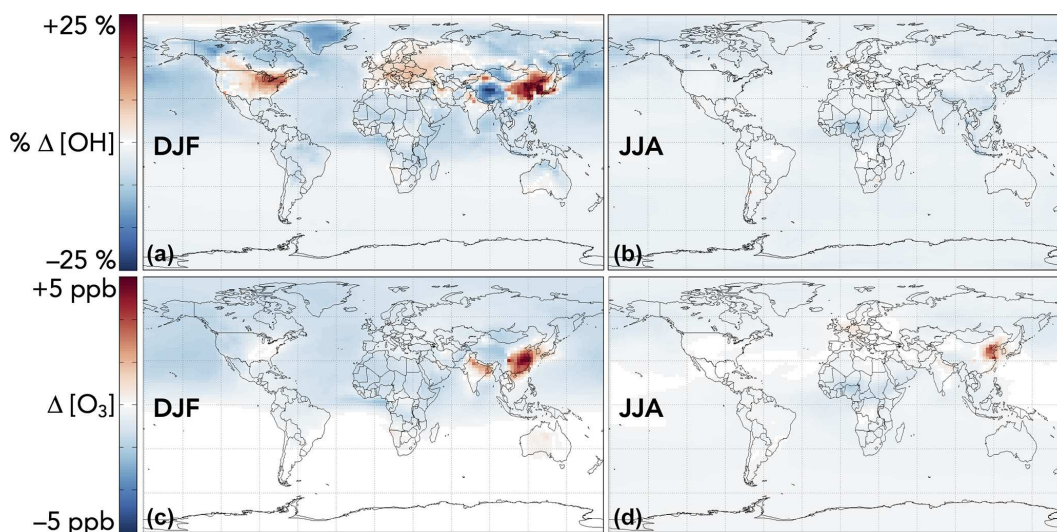 +25 %
% Δ [OH]
−25 %
DJF
(a)
JJA
(b)
+5 ppb
Δ [O₃]
−5 ppb
DJF
(c)
JJA
(d)